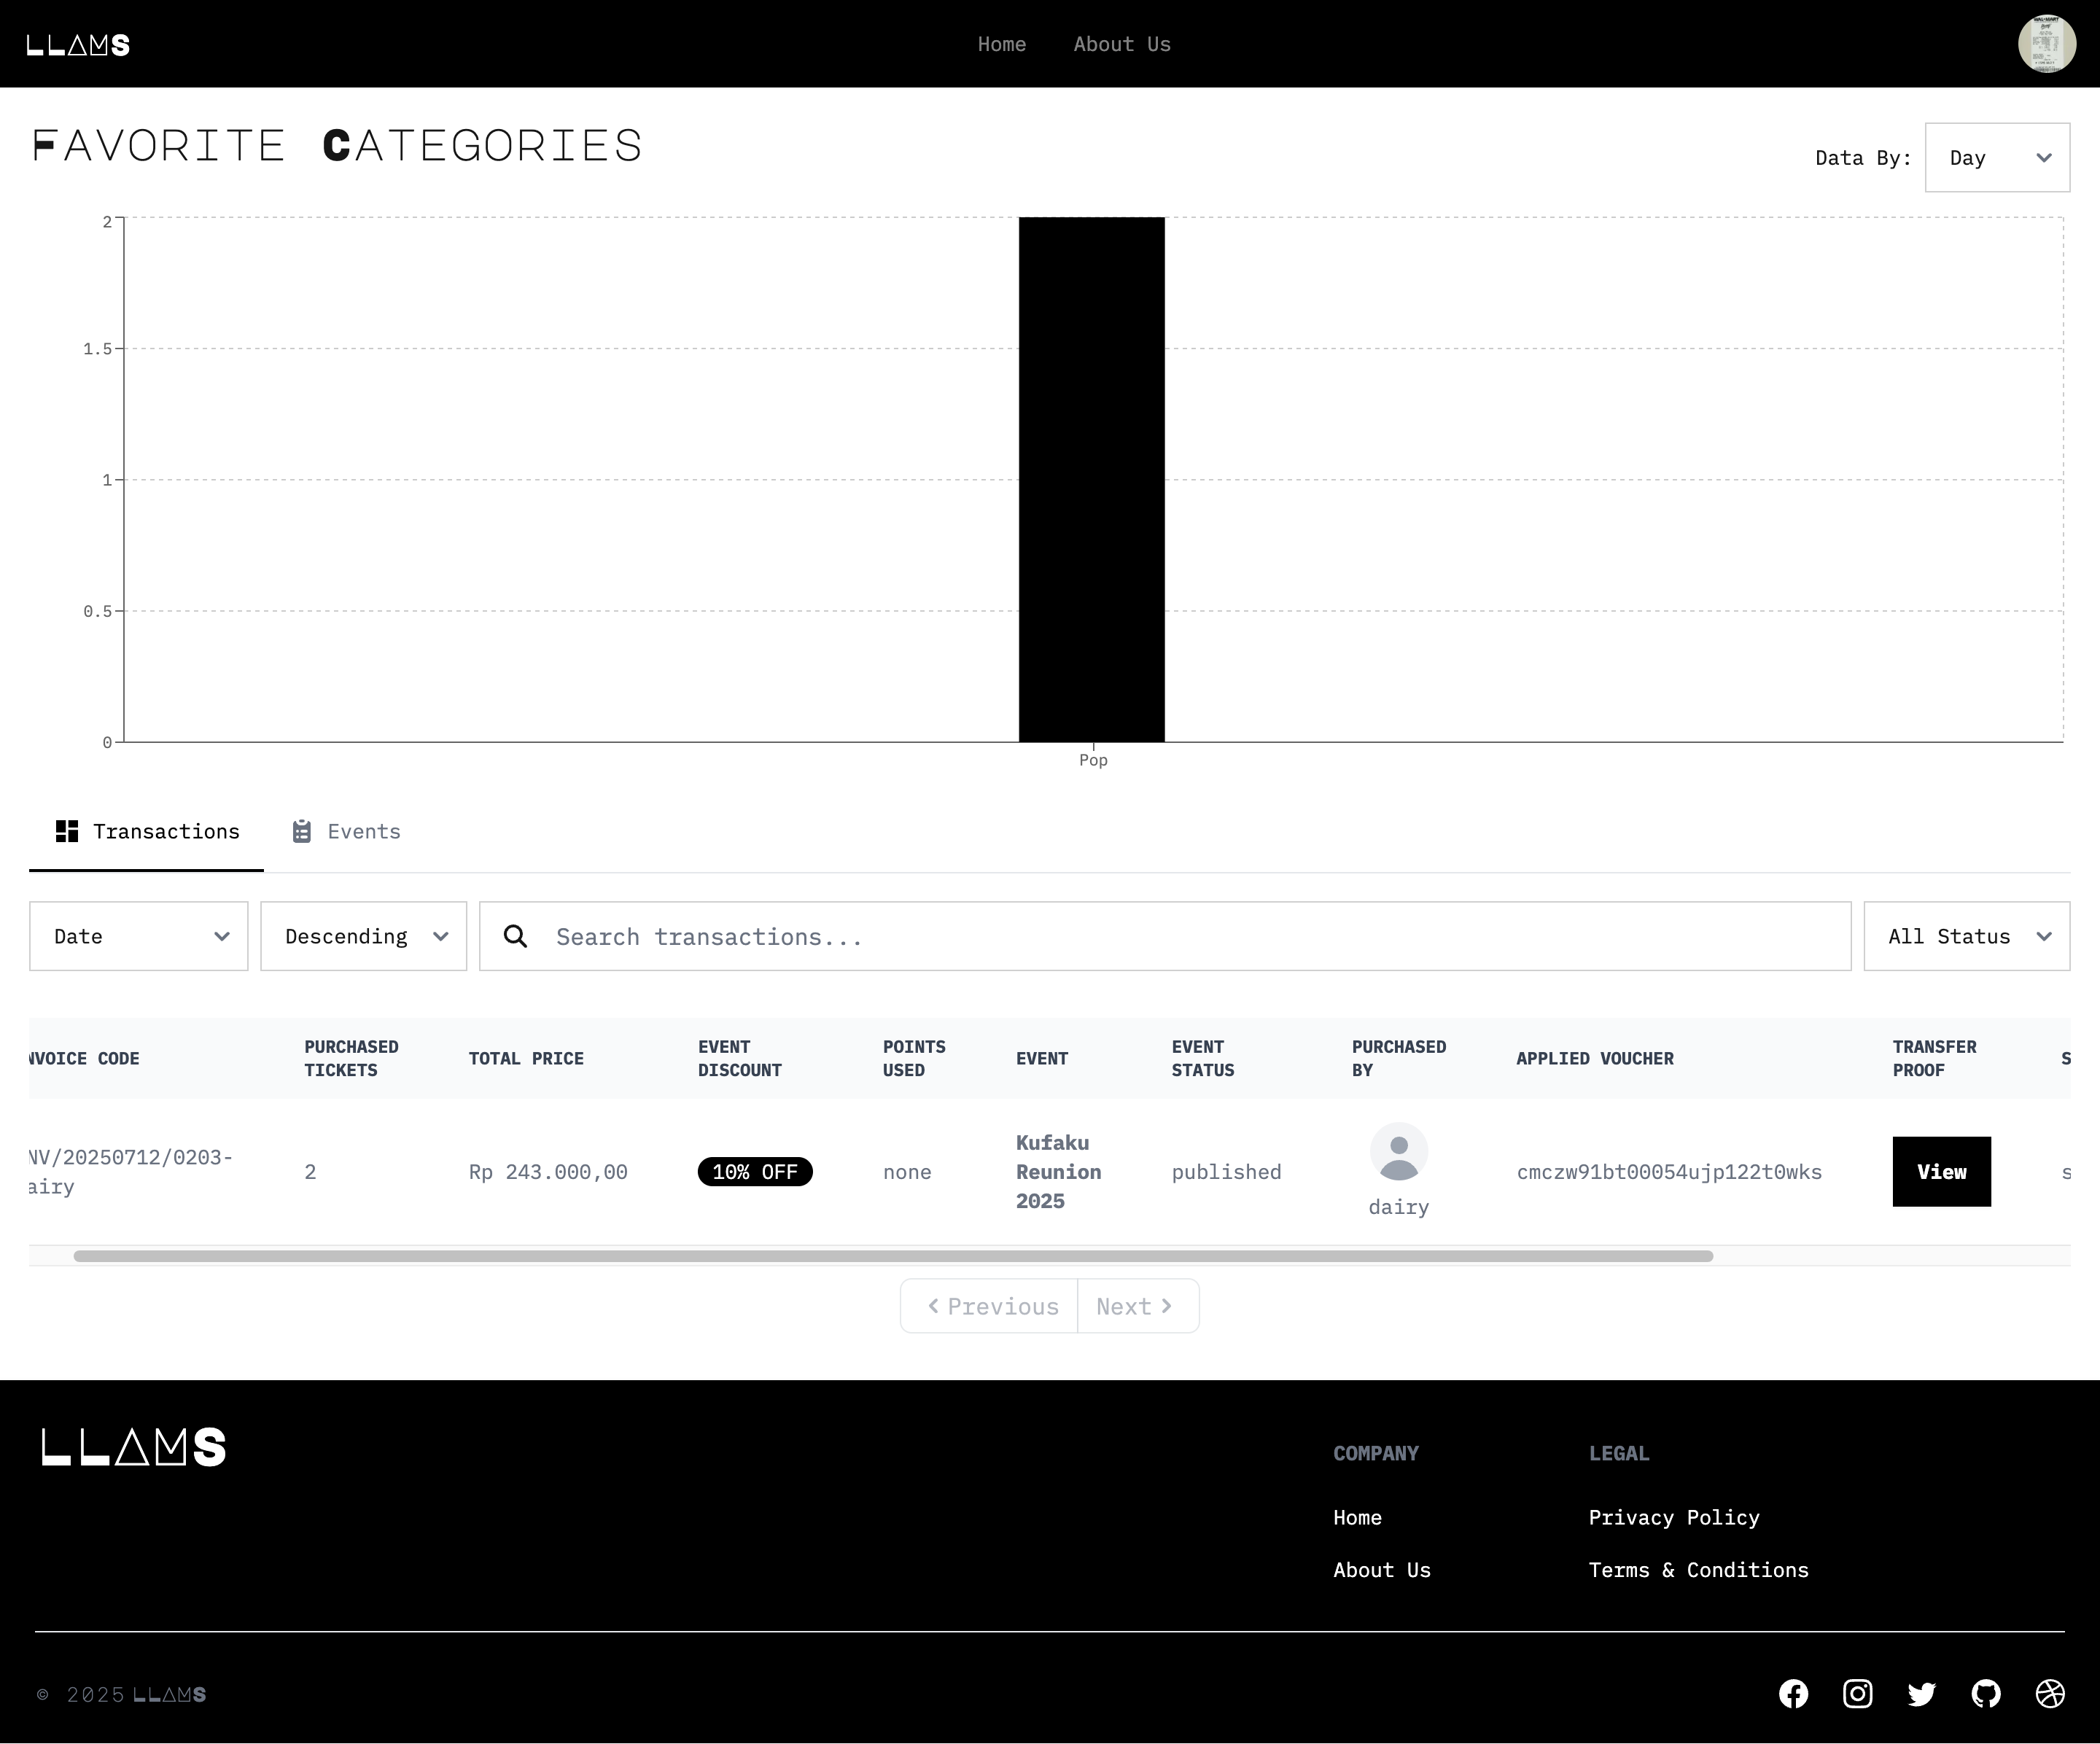 LLAMS
Home About Us
FAVORITE CATEGORIES
Data By: Day
2
1.5
1
0.5
0
Pop
Transactions Events
Date Descending Search transactions... All Status
NVOICE CODE PURCHASED TICKETS TOTAL PRICE EVENT DISCOUNT POINTS USED EVENT EVENT STATUS PURCHASED BY APPLIED VOUCHER TRANSFER PROOF S
NV/20250712/0203-
airy
2
Rp 243.000,00
10% OFF
none
Kufaku
Reunion
2025
published
dairy
cmczw91bt00054ujp122t0wks
View
s
Previous Next
LLAMS
COMPANY
Home
About Us
LEGAL
Privacy Policy
Terms & Conditions
© 2025 LLAMS